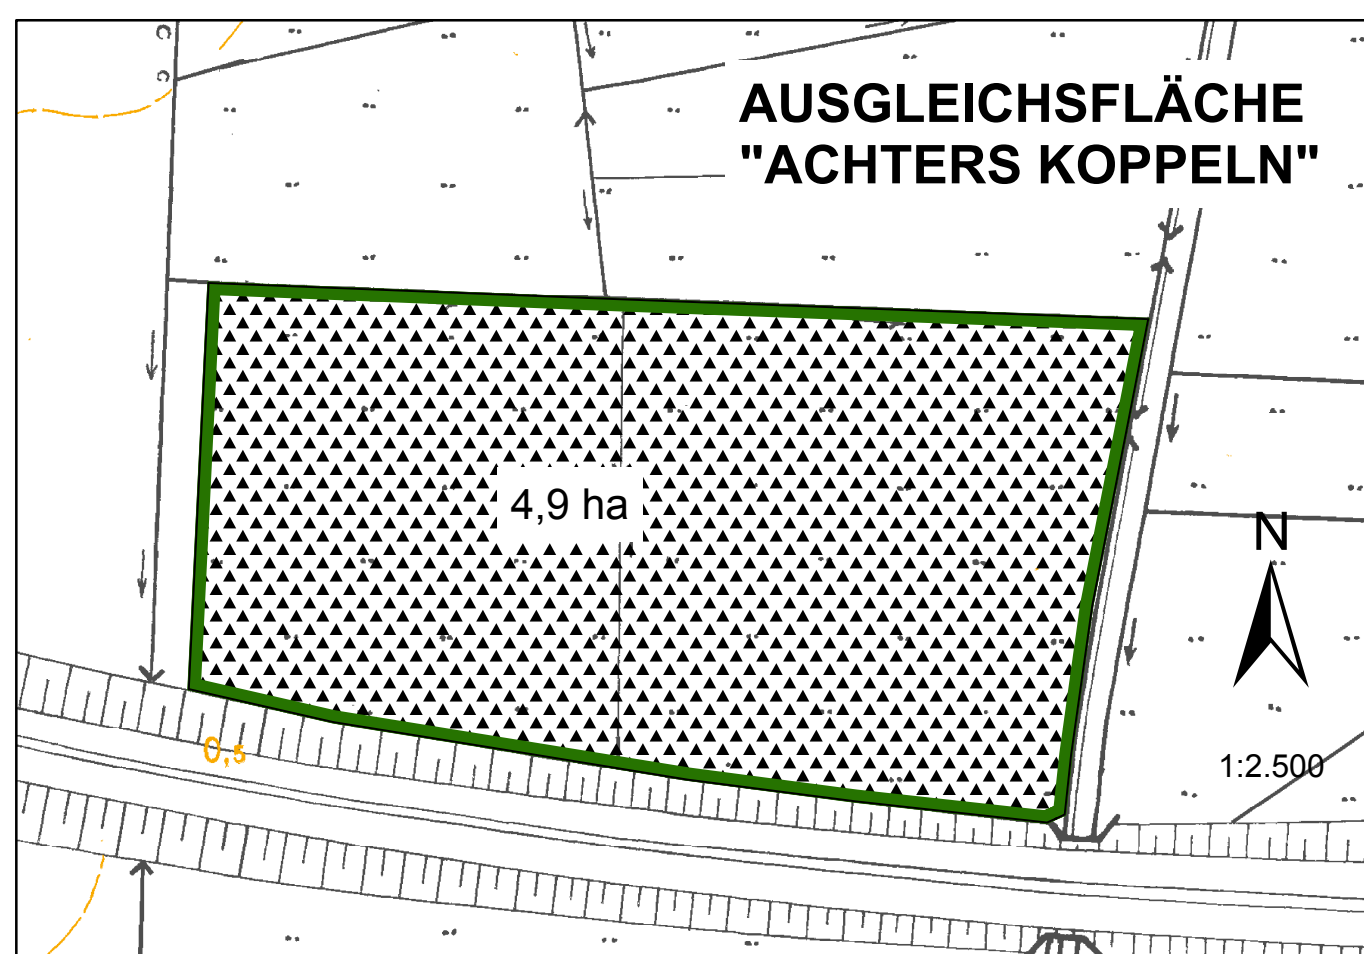 AUSGLEICHSFLÄCHE
"ACHTERS KOPPELN"
4,9 ha
N
1:2.500
0,5